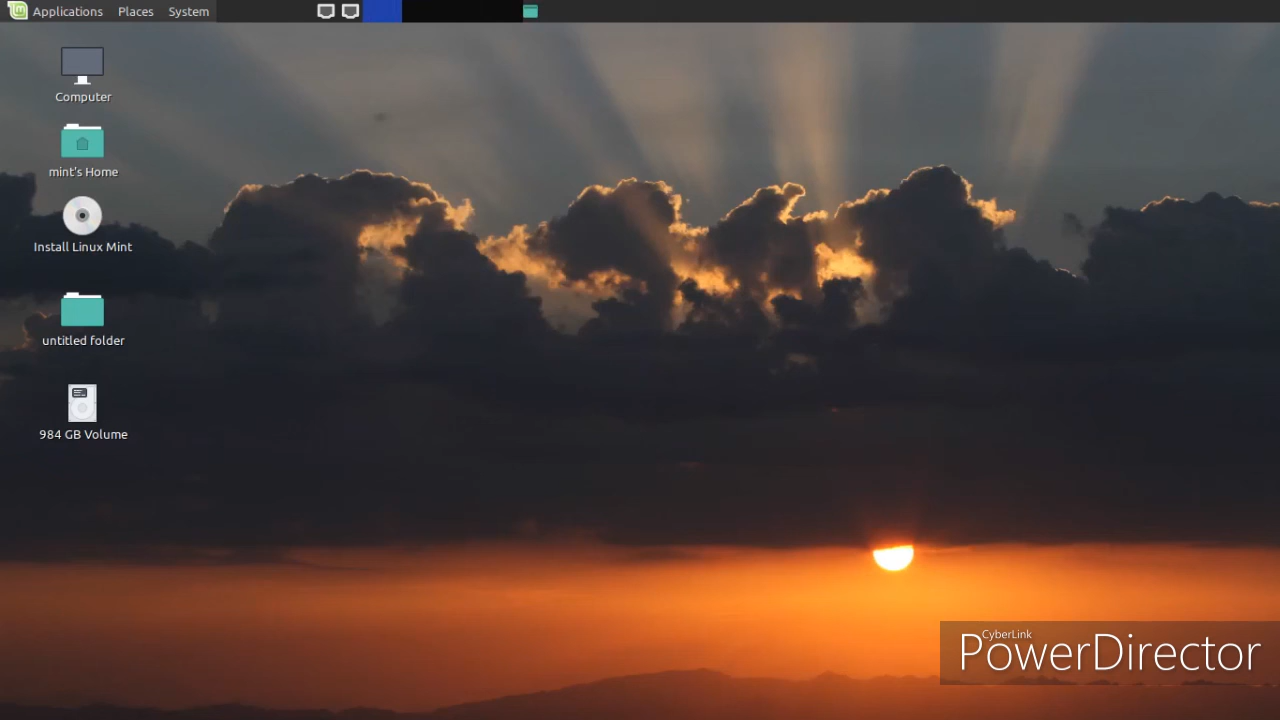 Applications Places System
Computer
mint's Home
Install Linux Mint
untitled folder
984 GB Volume
CyberLink
PowerDirector